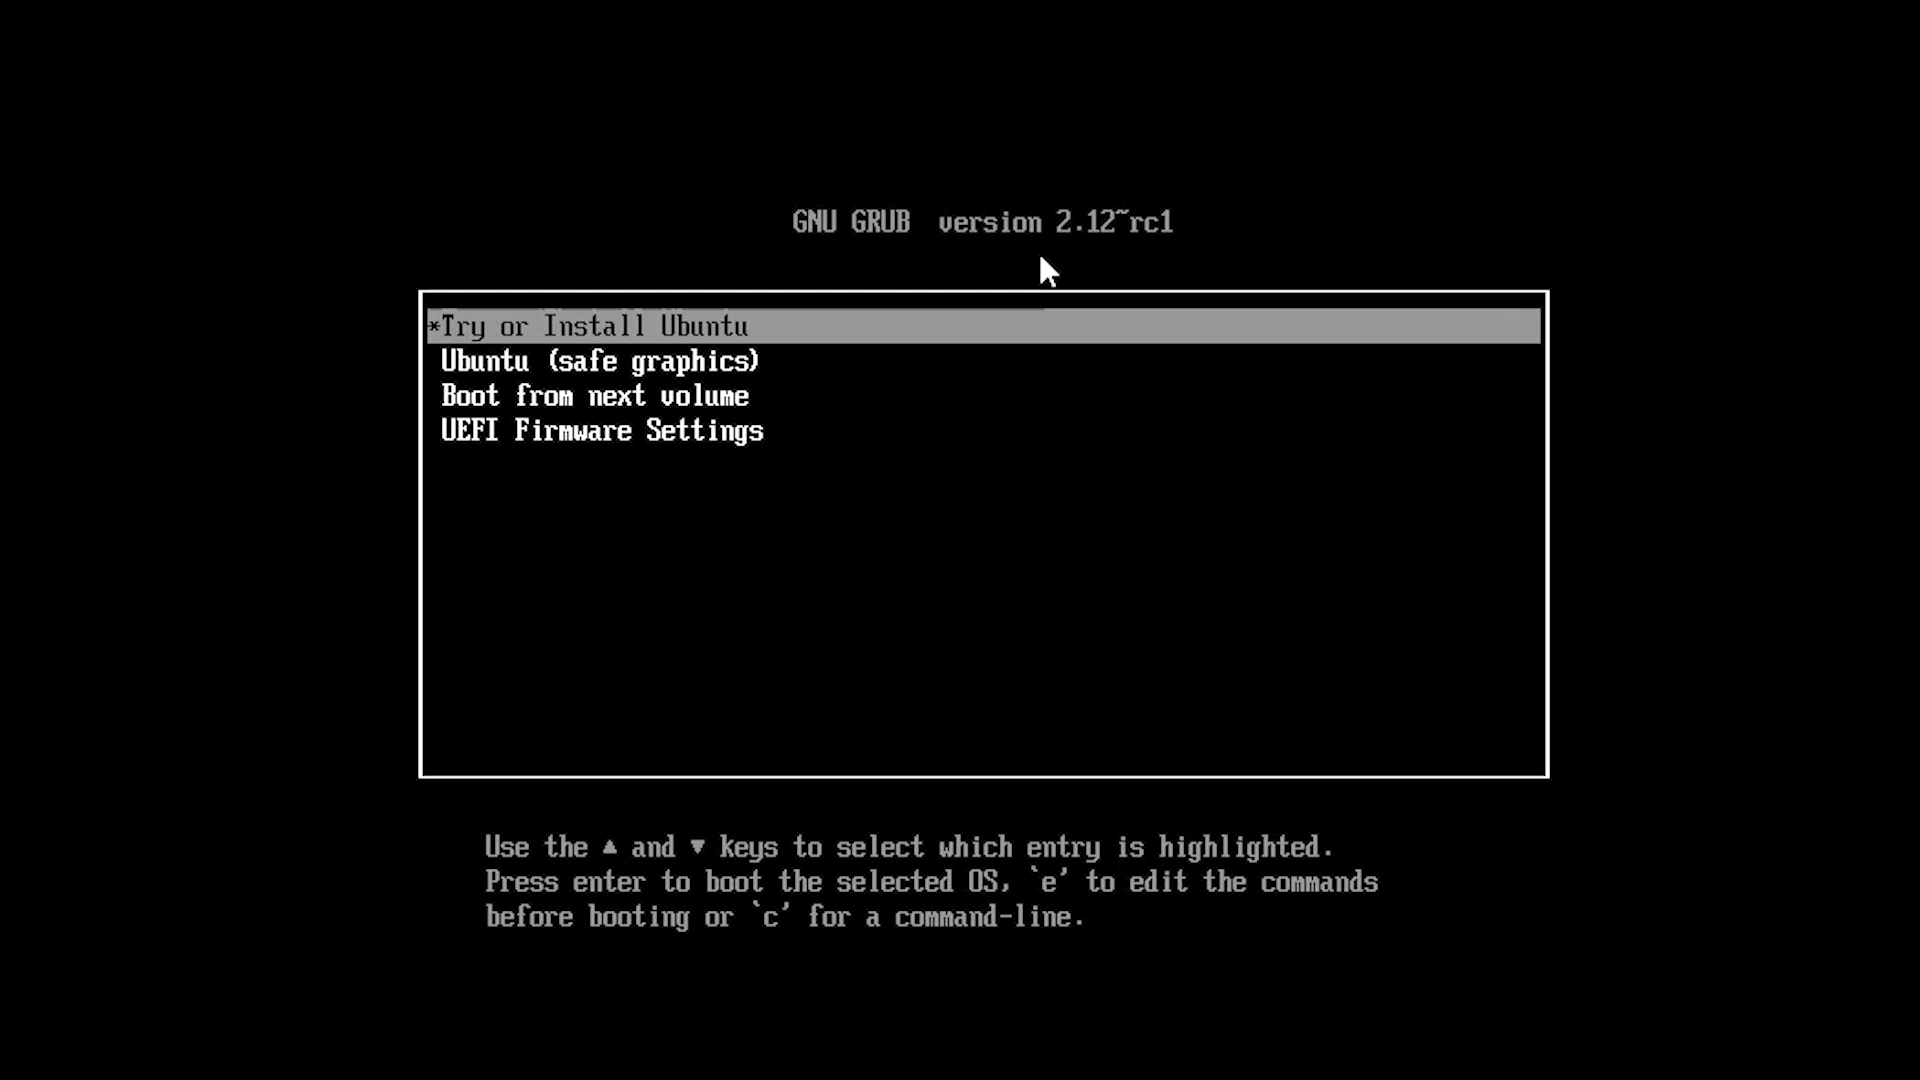 GNU GRUB  version 2.12~rc1
*Try or Install Ubuntu
Ubuntu (safe graphics)
Boot from next volume
UEFI Firmware Settings
Use the ▲ and ▼ keys to select which entry is highlighted.
Press enter to boot the selected OS, `e' to edit the commands
before booting or `c' for a command-line.